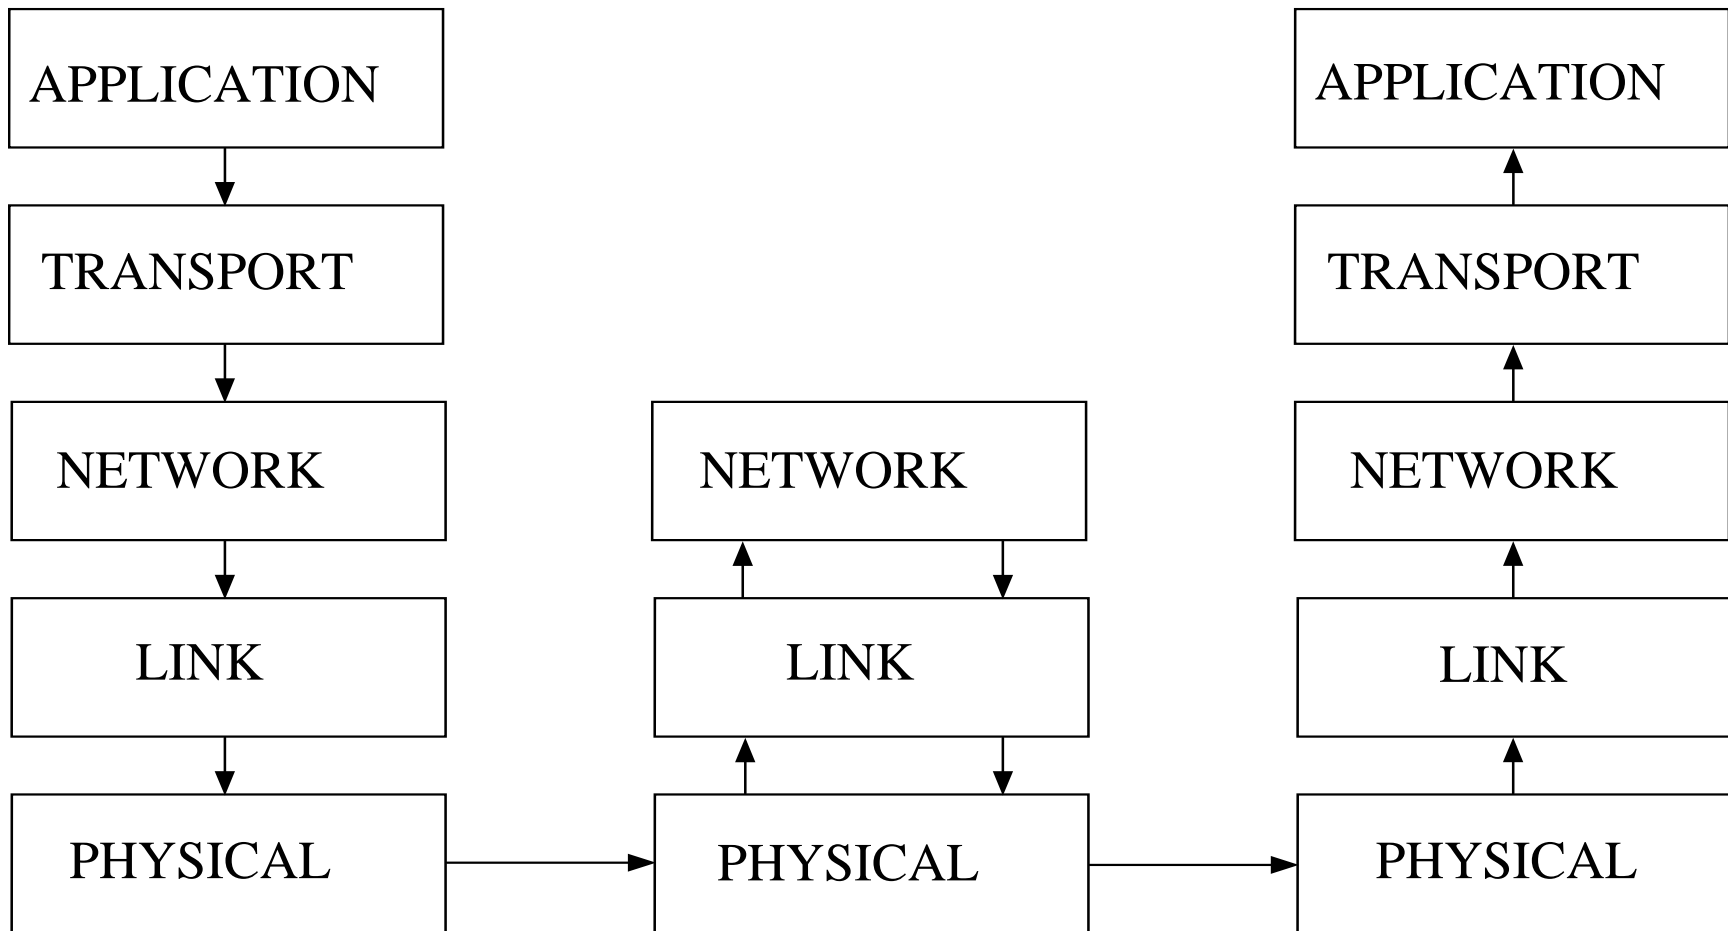 APPLICATION
TRANSPORT
NETWORK
LINK
PHYSICAL
NETWORK
LINK
PHYSICAL
APPLICATION
TRANSPORT
NETWORK
LINK
PHYSICAL